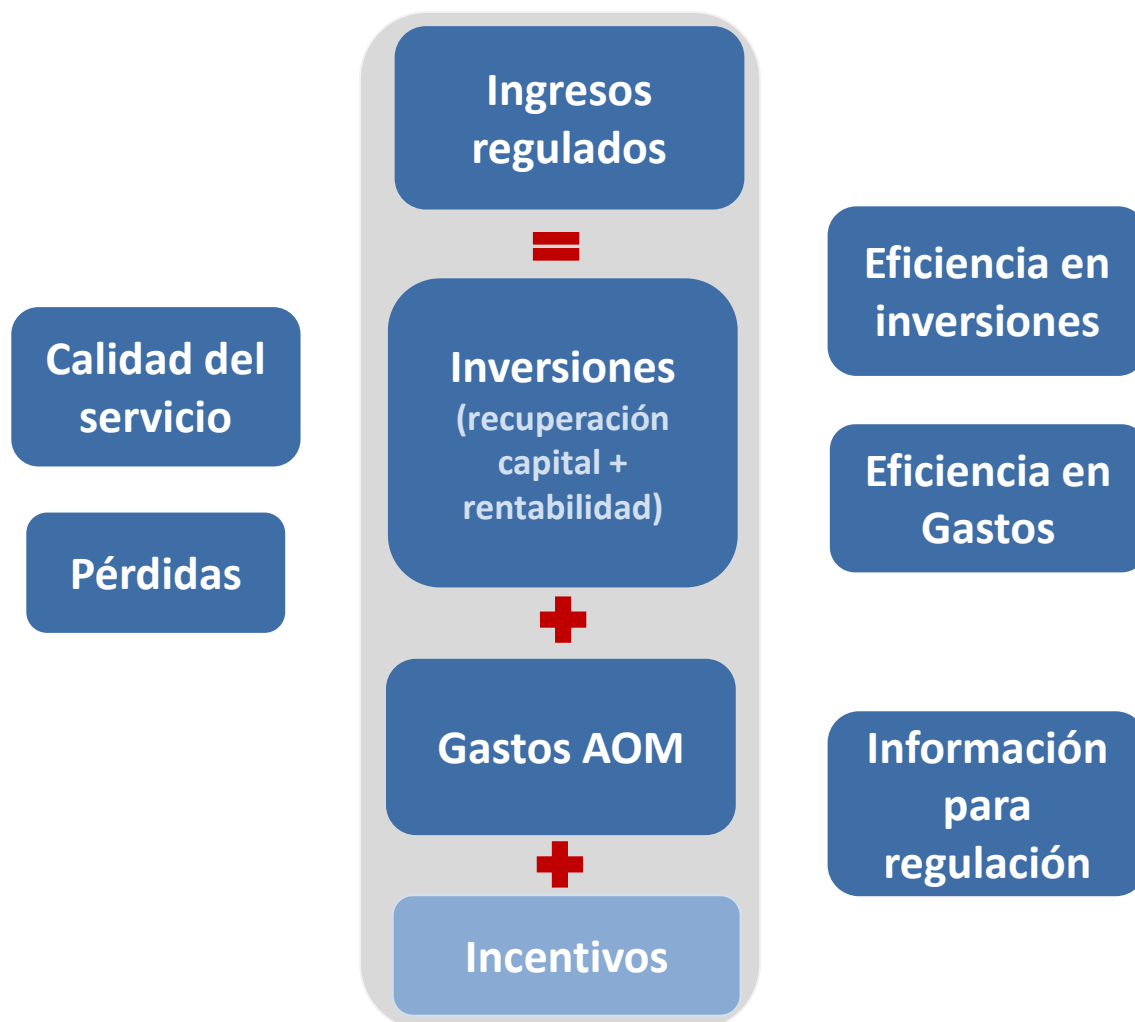 Ingresos
regulados
=
Inversiones
(recuperación
capital +
rentabilidad)
+
Gastos AOM
+
Incentivos
Calidad del
servicio
Pérdidas
Eficiencia en
inversiones
Eficiencia en
Gastos
Información
para
regulación